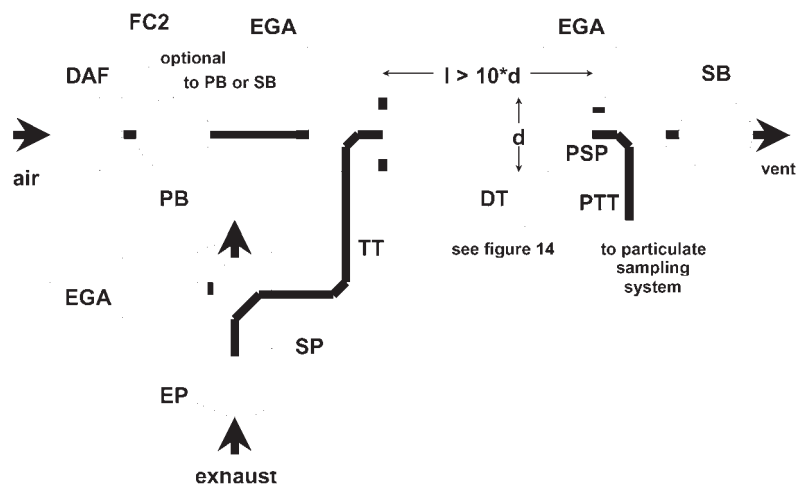 FC2
EGA
EGA
optional
to PB or SB
DAF
l > 10*d
SB
d
air
PSP
vent
PB
DT
PTT
TT
see figure 14
to particulate
sampling
system
EGA
SP
EP
exhaust